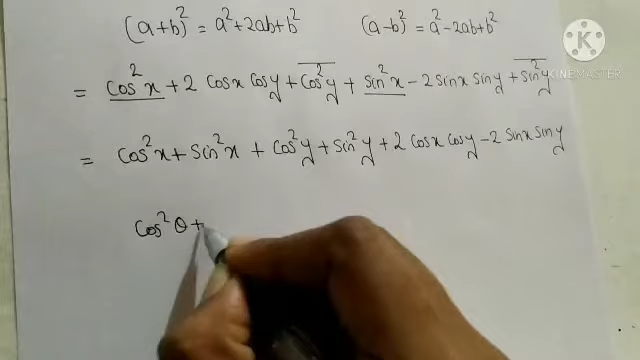 (a+b)² = a²+2ab+b² (a-b)² = a²-2ab+b²
= cos²x + 2 cosx cosy + cos²y + sin²x - 2 sinx siny + sin²y
= cos²x + sin²x + cos²y + sin²y + 2 cosx cosy - 2 sinx siny
cos²θ+
KINEMASTER